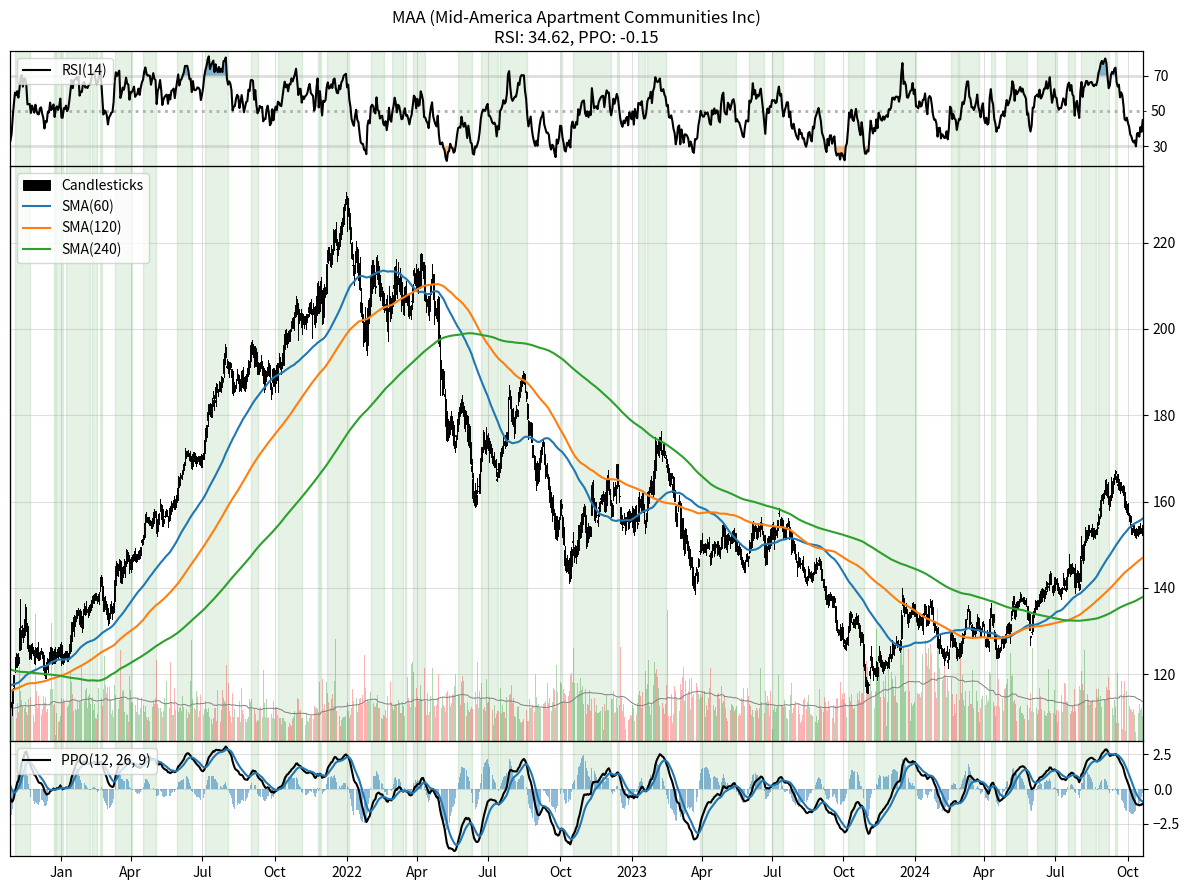 MAA (Mid-America Apartment Communities Inc)
RSI: 34.62, PPO: -0.15
RSI(14)
70
50
30
Candlesticks
SMA(60)
SMA(120)
SMA(240)
220
200
180
160
140
120
PPO(12, 26, 9)
2.5
0.0
−2.5
Jan Apr Jul Oct 2022 Apr Jul Oct 2023 Apr Jul Oct 2024 Apr Jul Oct